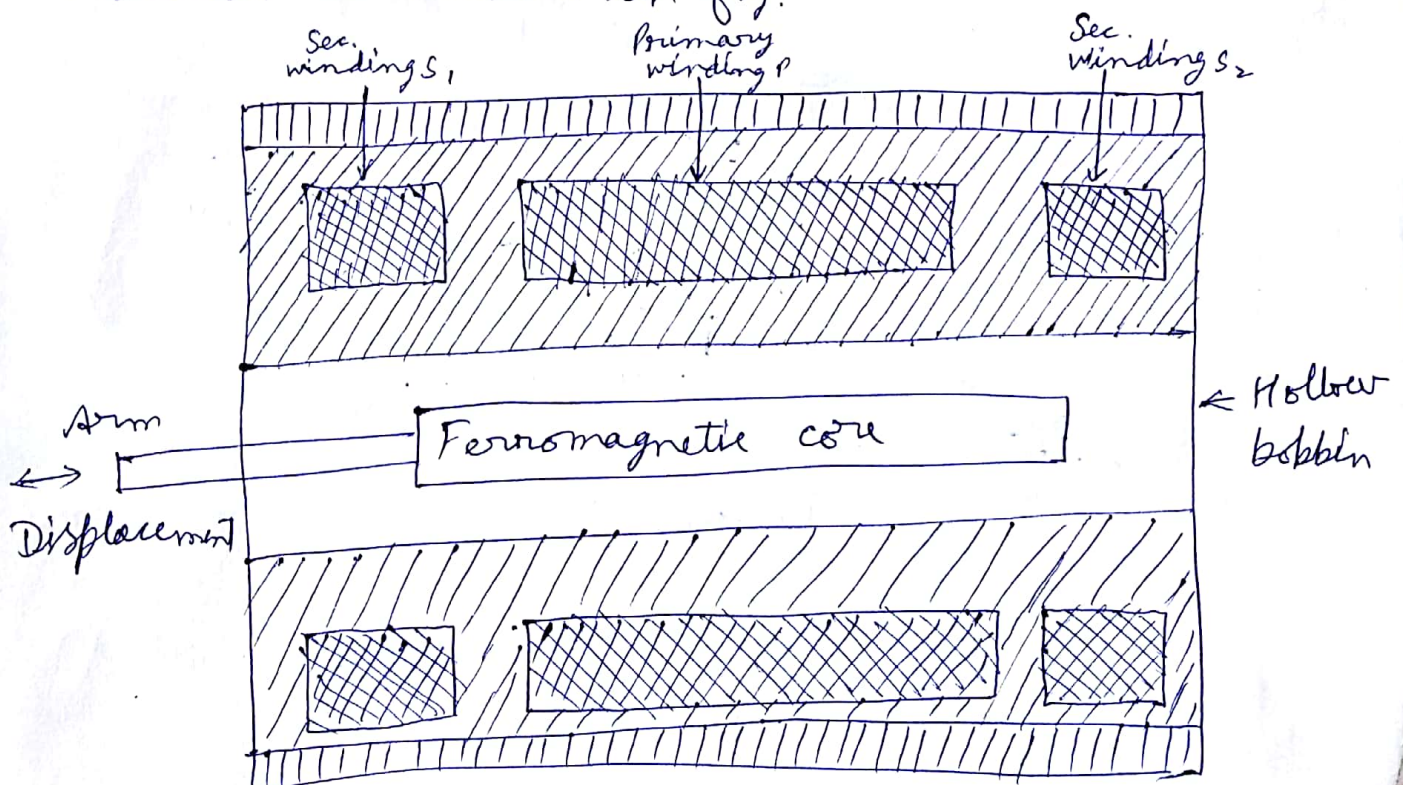 Sec.
winding S₁
Primary
winding P
Sec.
winding S₂
Arm
Displacement
Ferromagnetic core
Hollow
bobbin